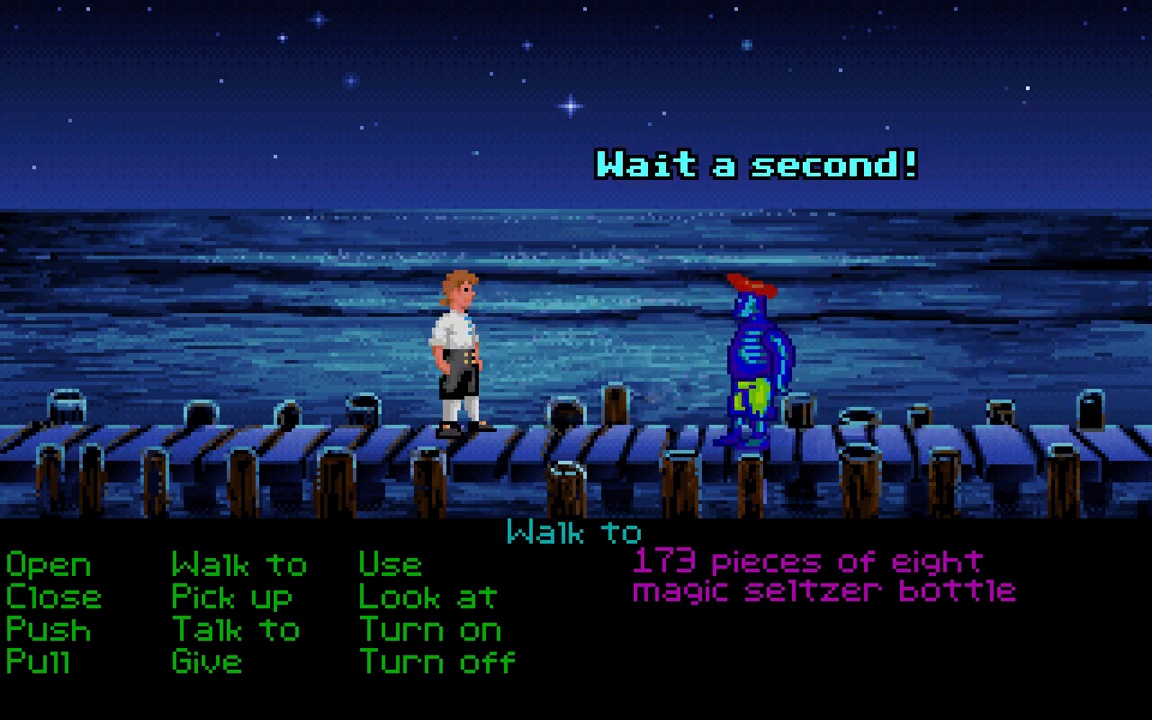 Wait a second!
Walk to
Open Walk to Use 173 pieces of eight
Close Pick up Look at magic seltzer bottle
Push Talk to Turn on
Pull Give Turn off